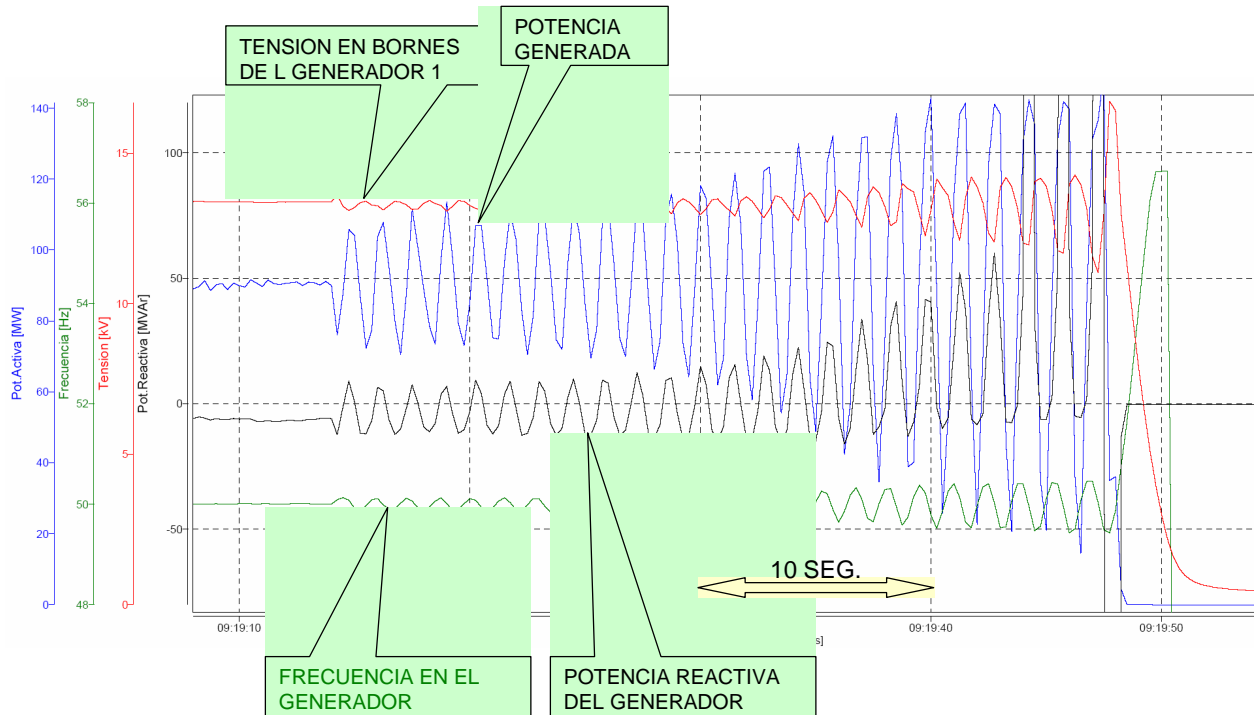 TENSION EN BORNES
DE L GENERADOR 1
POTENCIA
GENERADA
140
120
100
80
60
40
20
0
Pot.Activa [MW]
58
56
54
52
50
48
Frecuencia [Hz]
15
10
5
0
Tension [kV]
100
50
0
-50
Pot.Reactiva [MVAr]
10 SEG.
09:19:10
09:19:40
09:19:50
s]
FRECUENCIA EN EL
GENERADOR
POTENCIA REACTIVA
DEL GENERADOR